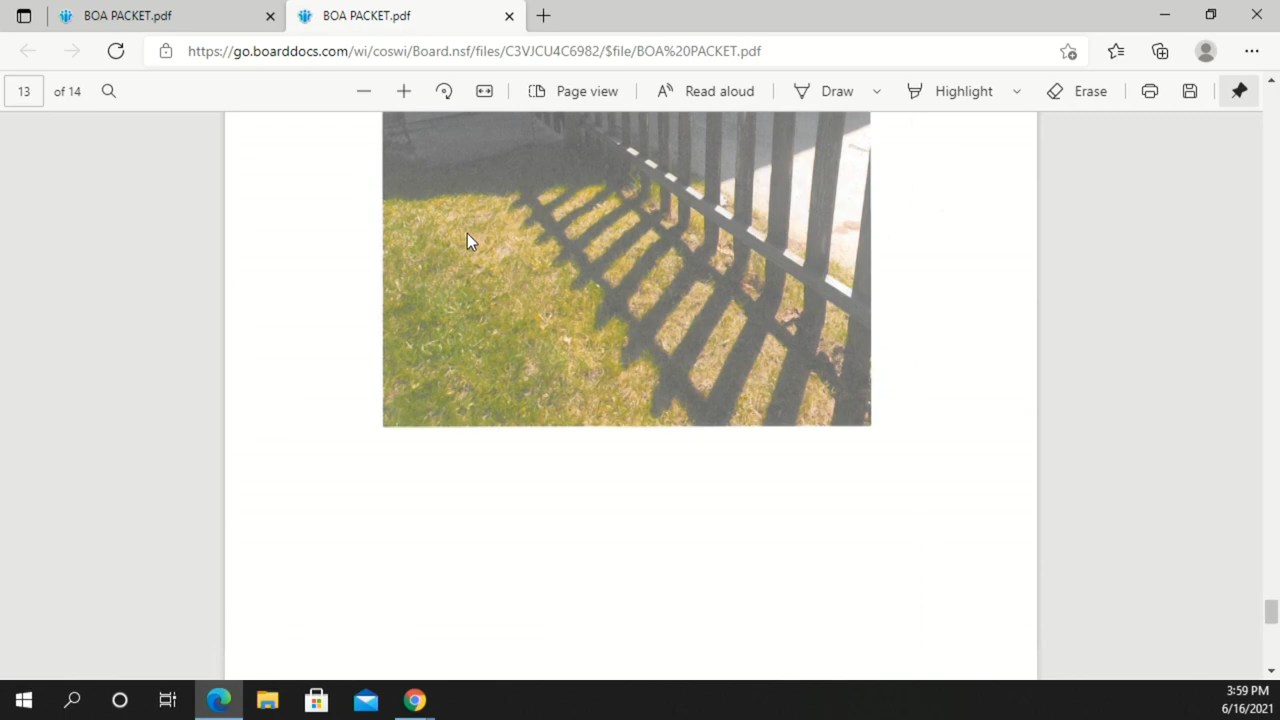 BOA PACKET.pdf
BOA PACKET.pdf
https://go.boarddocs.com/wi/coswi/Board.nsf/files/C3VJCU4C6982/$file/BOA%20PACKET.pdf
13 of 14
Page view
Read aloud
Draw
Highlight
Erase
3:59 PM
6/16/2021